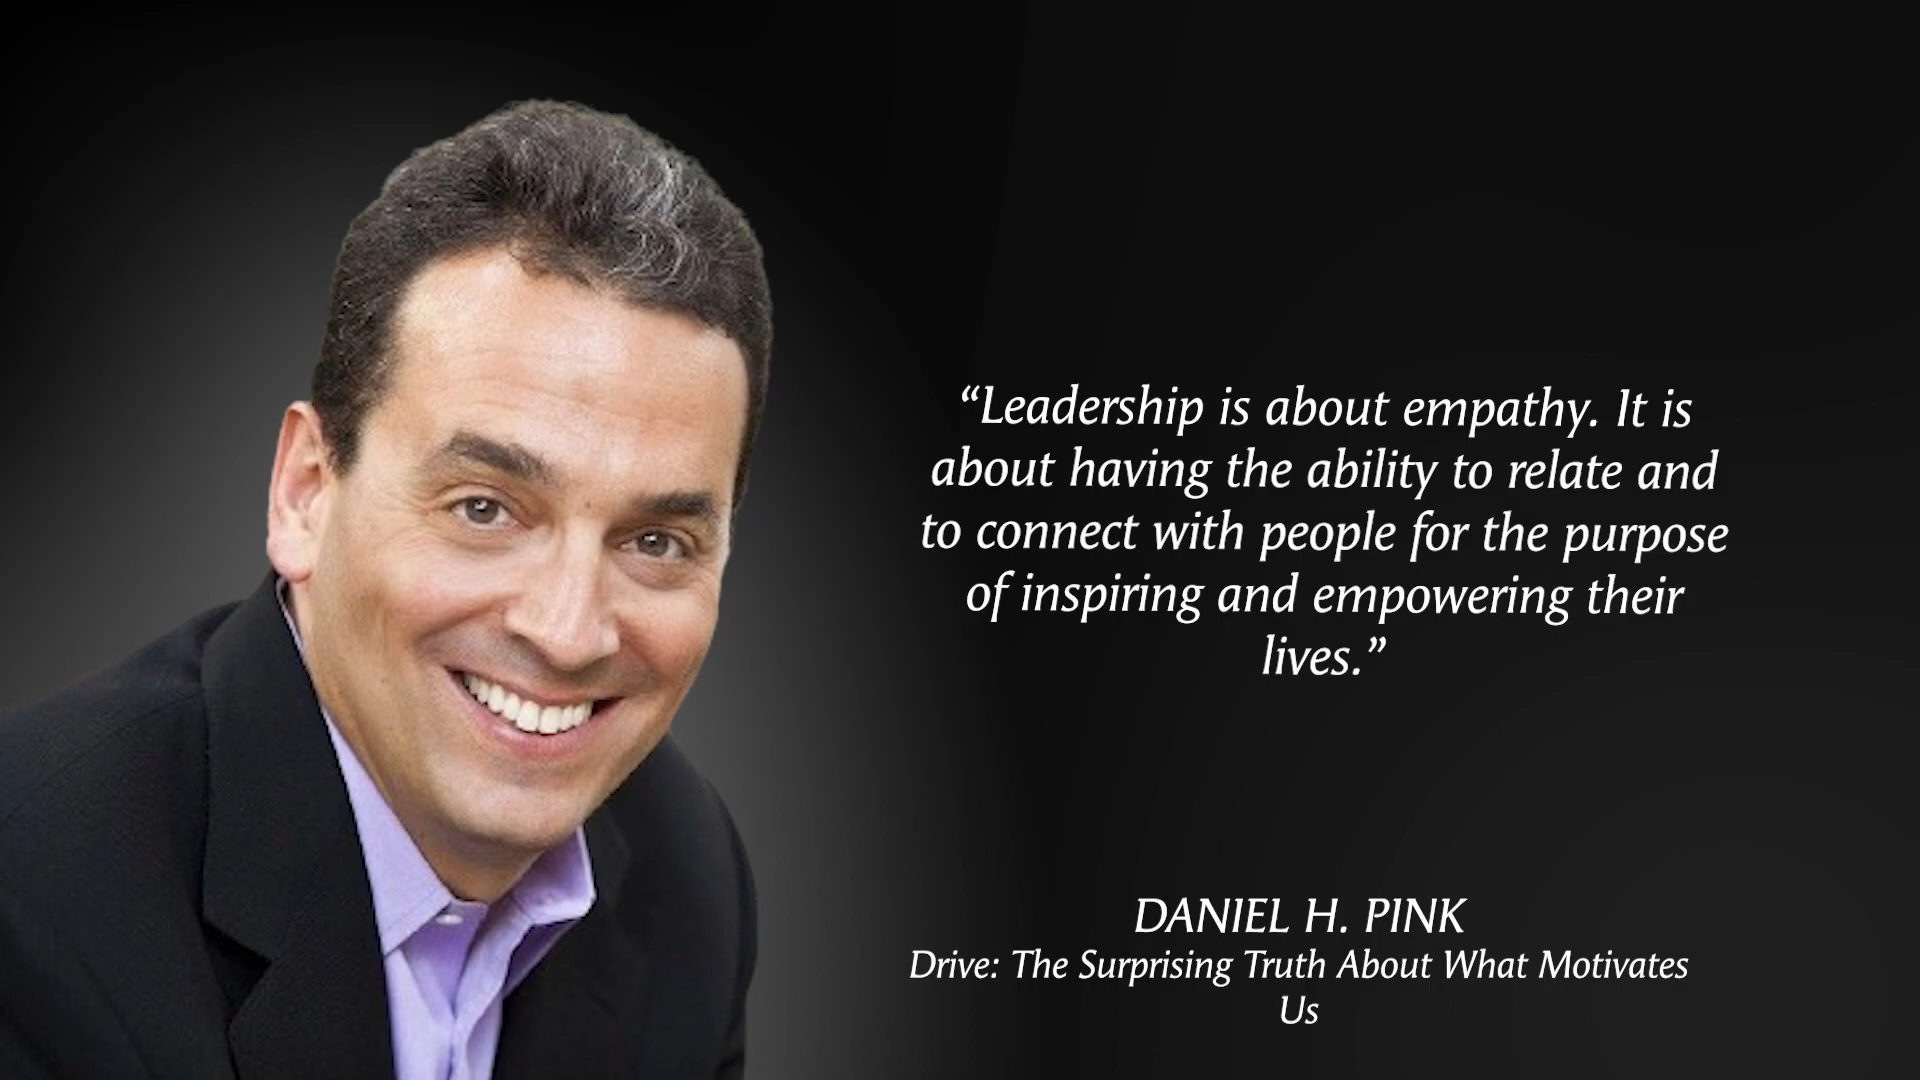 “Leadership is about empathy. It is
about having the ability to relate and
to connect with people for the purpose
of inspiring and empowering their
lives.”
DANIEL H. PINK
Drive: The Surprising Truth About What Motivates
Us